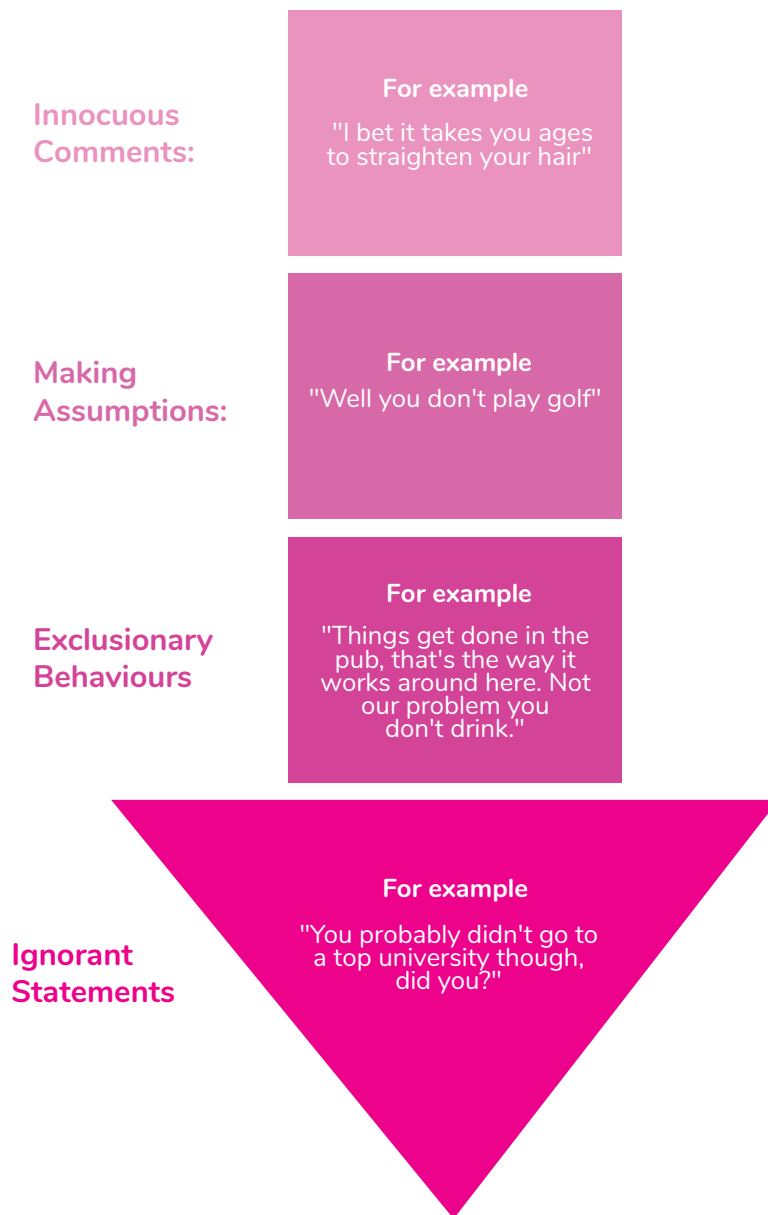 Innocuous
Comments:
For example
"I bet it takes you ages
to straighten your hair"
Making
Assumptions:
For example
"Well you don't play golf"
Exclusionary
Behaviours
For example
"Things get done in the
pub, that's the way it
works around here. Not
our problem you
don't drink."
Ignorant
Statements
For example
"You probably didn't go to
a top university though,
did you?"